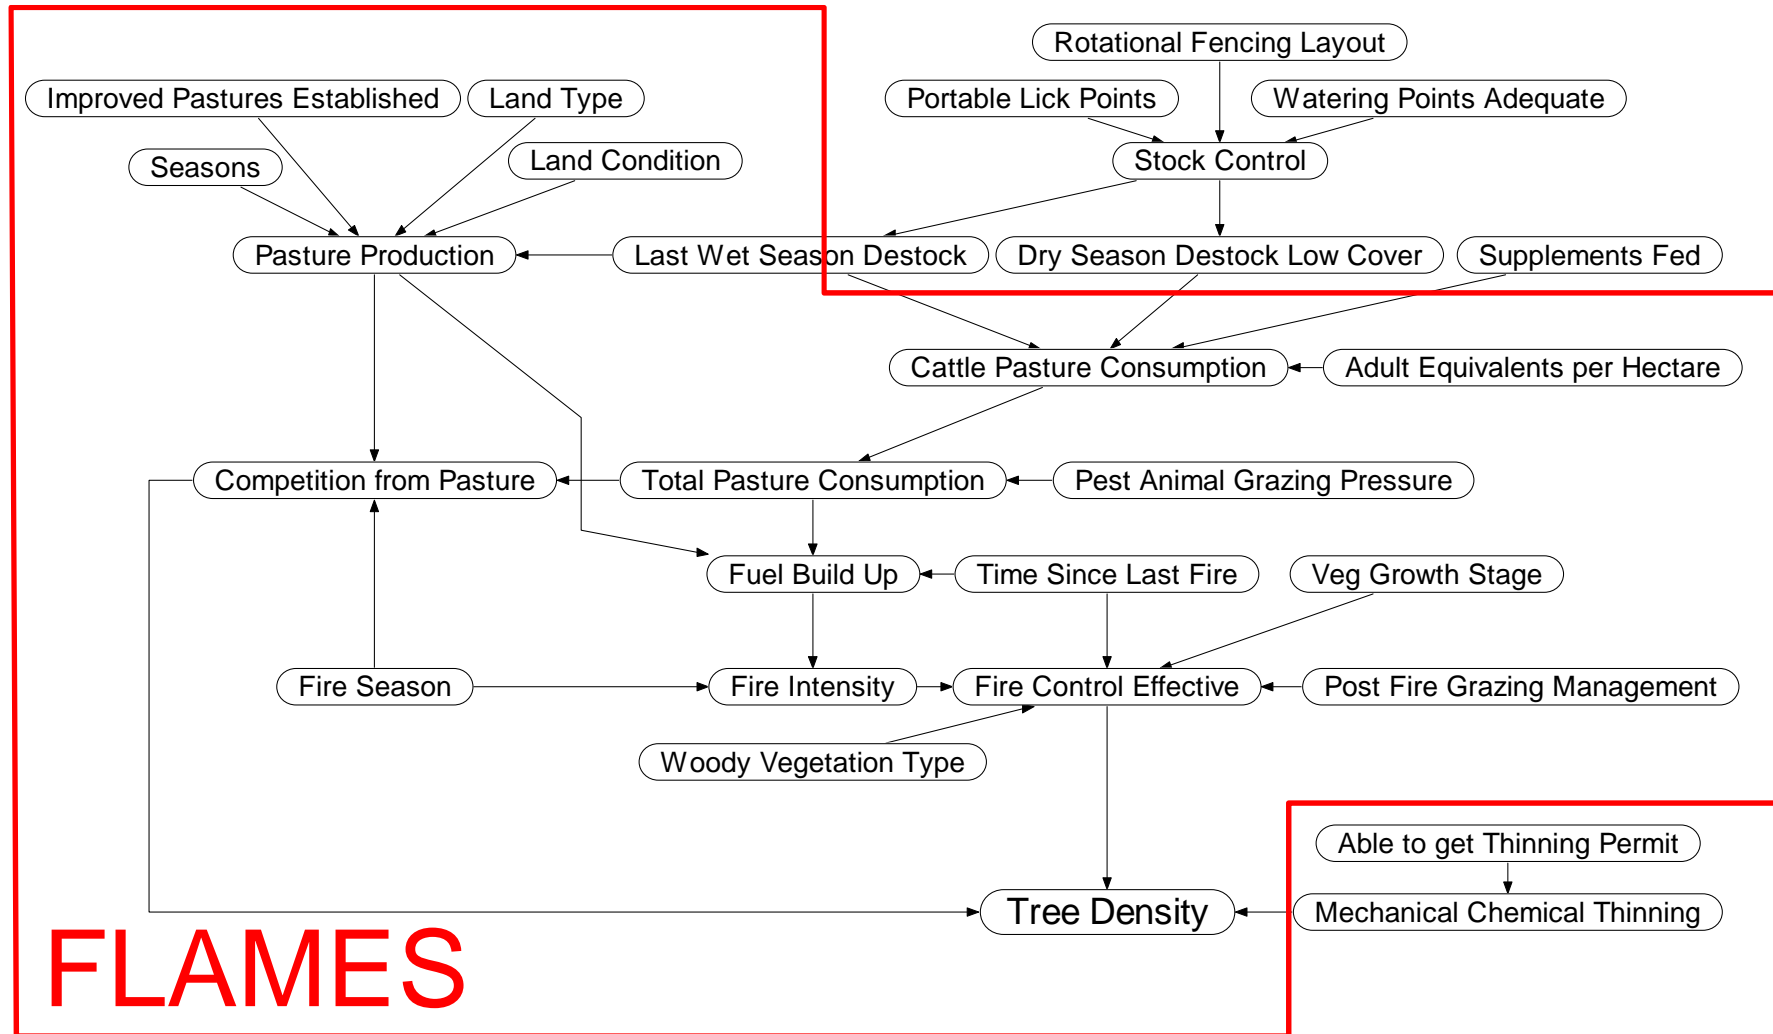 Rotational Fencing Layout
Improved Pastures Established
Land Type
Portable Lick Points
Watering Points Adequate
Seasons
Land Condition
Stock Control
Pasture Production
Last Wet Season Destock
Dry Season Destock Low Cover
Supplements Fed
Cattle Pasture Consumption
Adult Equivalents per Hectare
Competition from Pasture
Total Pasture Consumption
Pest Animal Grazing Pressure
Fuel Build Up
Time Since Last Fire
Veg Growth Stage
Fire Season
Fire Intensity
Fire Control Effective
Post Fire Grazing Management
Woody Vegetation Type
Able to get Thinning Permit
Tree Density
Mechanical Chemical Thinning
FLAMES